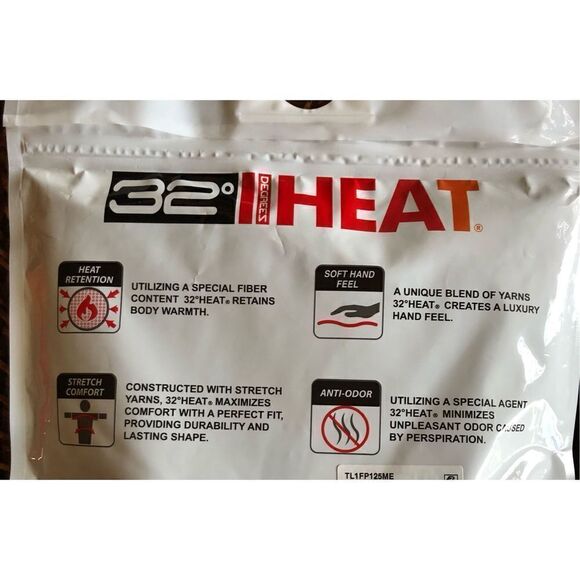 32° DEGREES HEAT®
HEAT
RETENTION
UTILIZING A SPECIAL FIBER
CONTENT 32°HEAT® RETAINS
BODY WARMTH.
SOFT HAND
FEEL
A UNIQUE BLEND OF YARNS
32°HEAT® CREATES A LUXURY
HAND FEEL.
STRETCH
COMFORT
CONSTRUCTED WITH STRETCH
YARNS, 32°HEAT® MAXIMIZES
COMFORT WITH A PERFECT FIT,
PROVIDING DURABILITY AND
LASTING SHAPE.
ANTI-ODOR
UTILIZING A SPECIAL AGENT
32°HEAT® MINIMIZES
UNPLEASANT ODOR CAUSED
BY PERSPIRATION.
TL1FP125ME